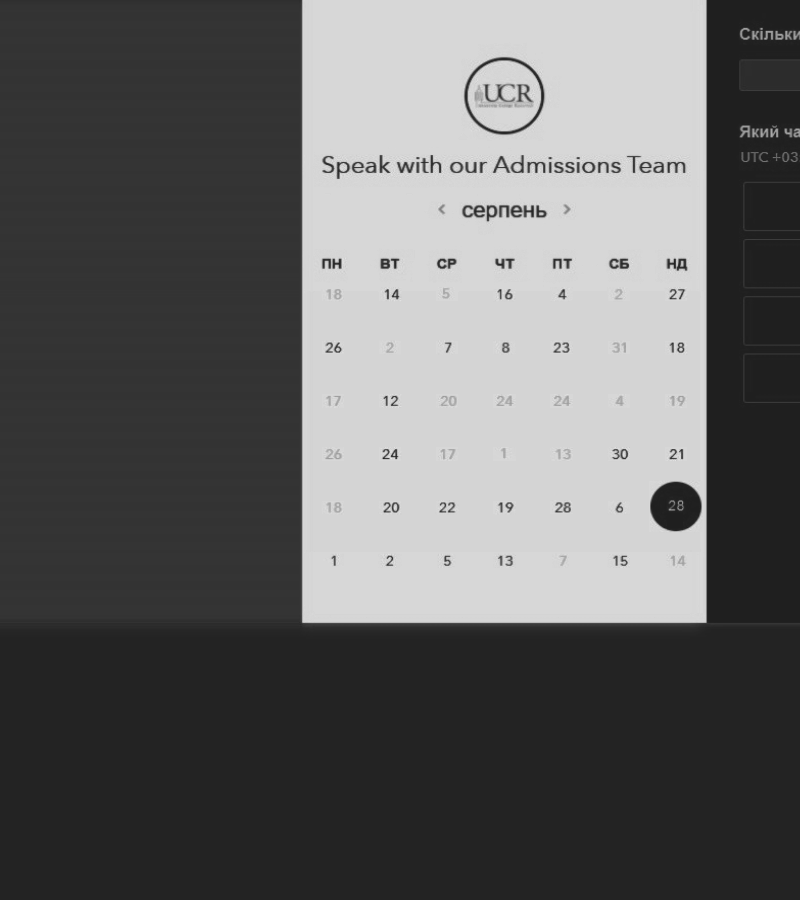 UCR
Speak with our Admissions Team
< серпень >
ПН ВТ СР ЧТ ПТ СБ НД
18 14 5 16 4 2 27
26 2 7 8 23 31 18
17 12 20 24 24 4 19
26 24 17 1 13 30 21
18 20 22 19 28 6 28
1 2 5 13 7 15 14
Скільки
Який ча
UTC +03